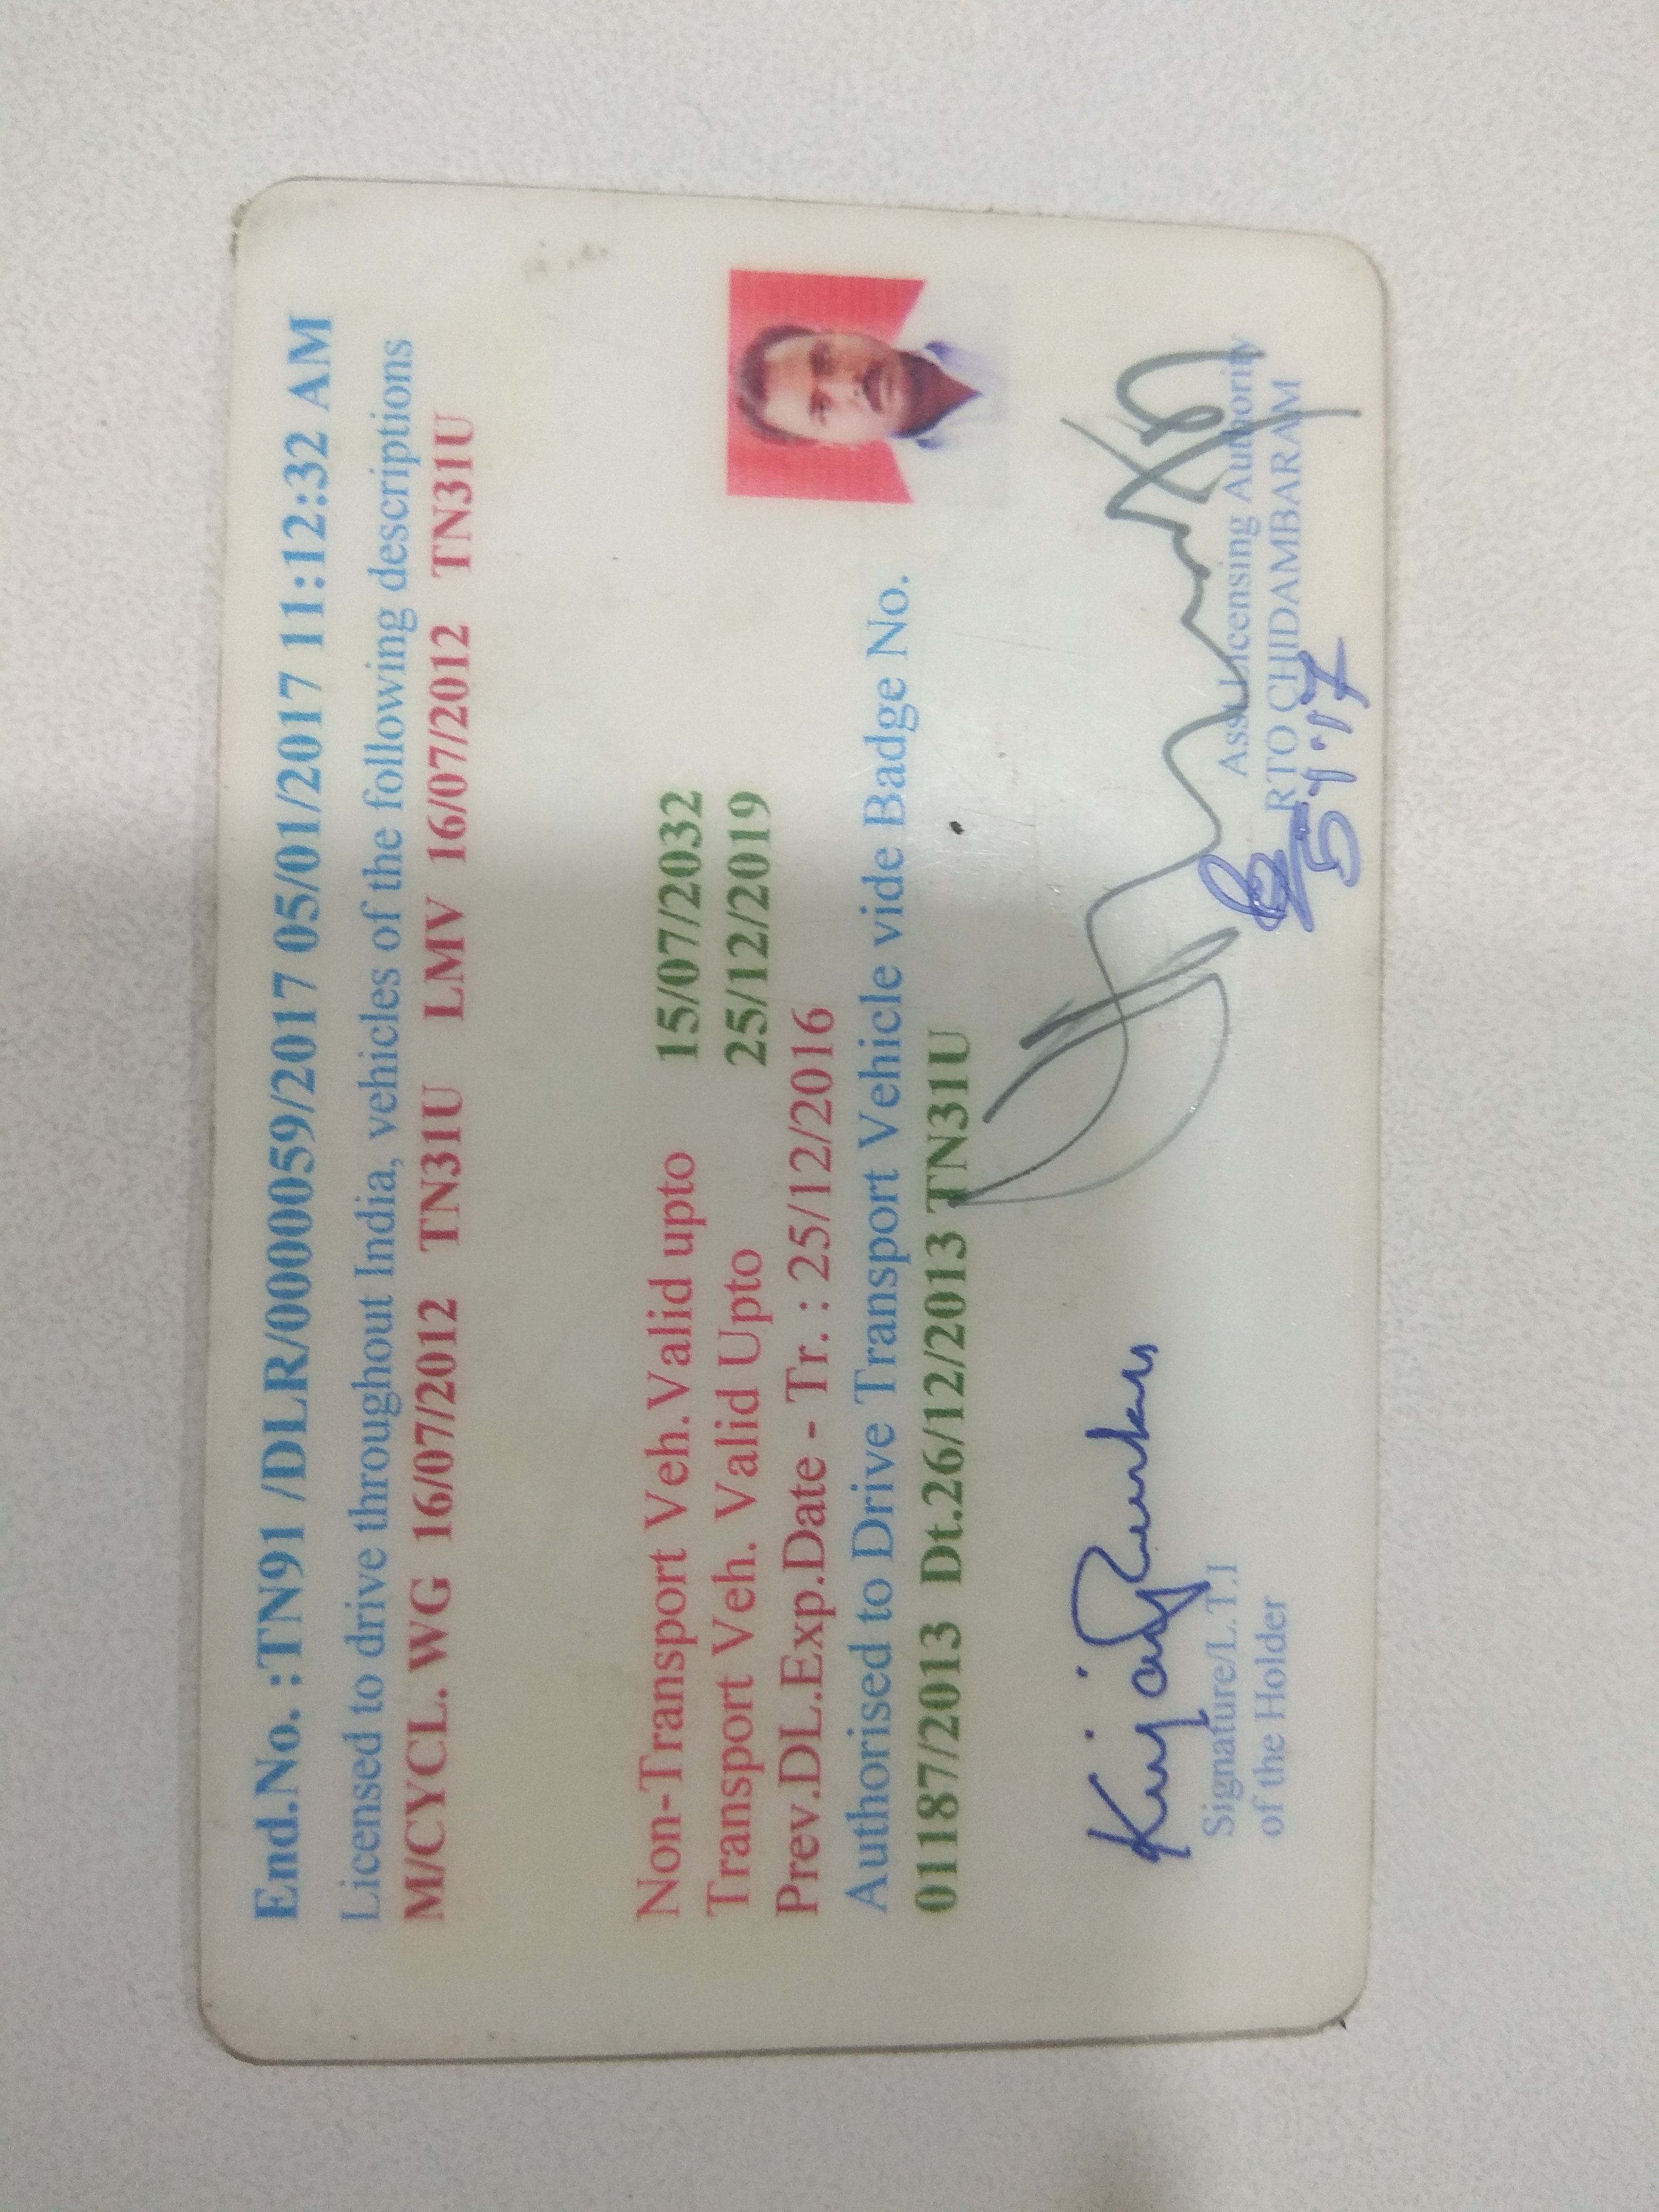 End.No. :TN91 /DLR/0000059/2017 05/01/2017 11:12:32 AM
Licensed to drive throughout India, vehicles of the following descriptions
M/CYCL. WG 16/07/2012 TN31U LMV 16/07/2012 TN31U
Non-Transport Veh.Valid upto 15/07/2032
Transport Veh. Valid Upto 25/12/2019
Prev.DL.Exp.Date - Tr. : 25/12/2016
Authorised to Drive Transport Vehicle vide Badge No.
01187/2013 Dt.26/12/2013 TN31U
Signature/L.T.I
of the Holder
Asst.Licensing Authority
RTO CHIDAMBARAM